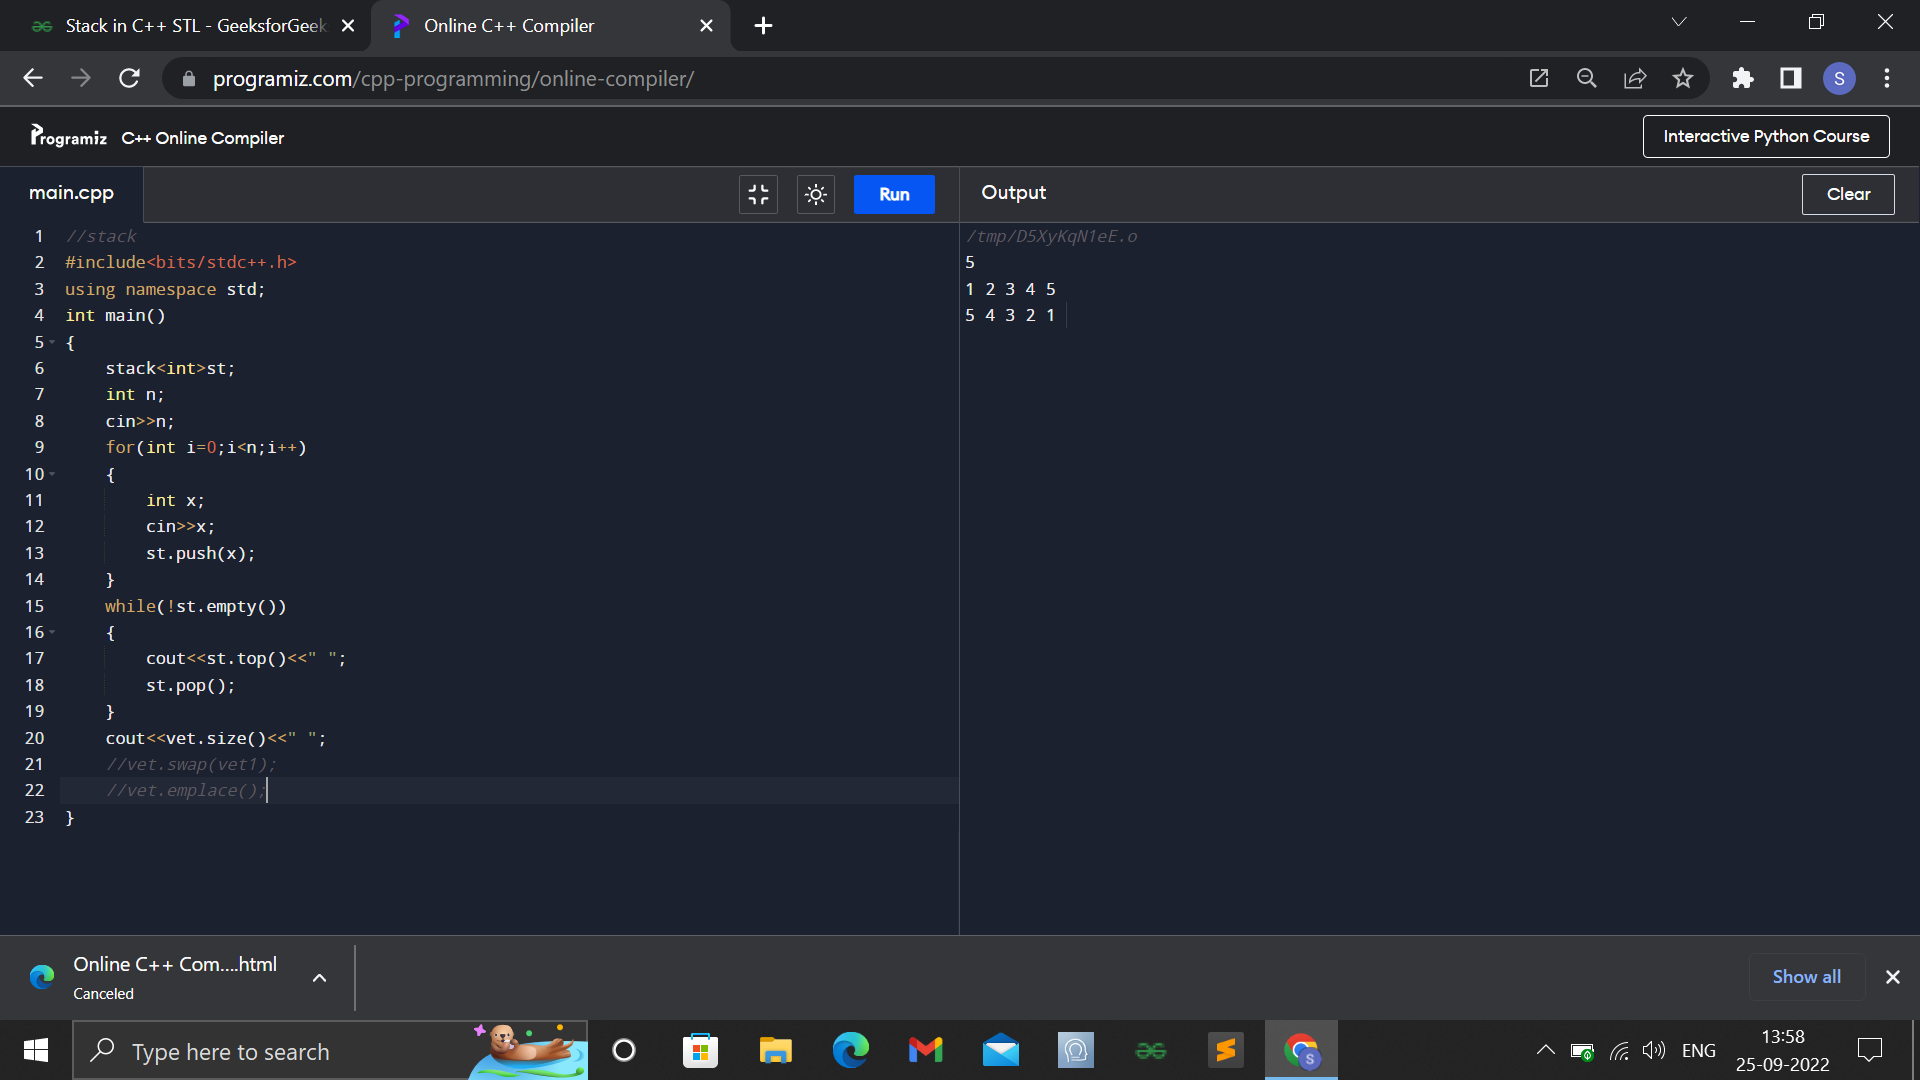 Stack in C++ STL - GeeksforGeek
Online C++ Compiler
programiz.com/cpp-programming/online-compiler/
S
Programiz C++ Online Compiler
Interactive Python Course
main.cpp
Run
Output
Clear
1 //stack
2 #include<bits/stdc++.h>
3 using namespace std;
4 int main()
5 {
6 stack<int>st;
7 int n;
8 cin>>n;
9 for(int i=0;i<n;i++)
10 {
11 int x;
12 cin>>x;
13 st.push(x);
14 }
15 while(!st.empty())
16 {
17 cout<<st.top()<<" ";
18 st.pop();
19 }
20 cout<<vet.size()<<" ";
21 //vet.swap(vet1);
22 //vet.emplace();
23 }
/tmp/D5XyKqN1eE.o
5
1 2 3 4 5
5 4 3 2 1
Online C++ Com....html
Canceled
Show all
Type here to search
S
ENG
13:58
25-09-2022